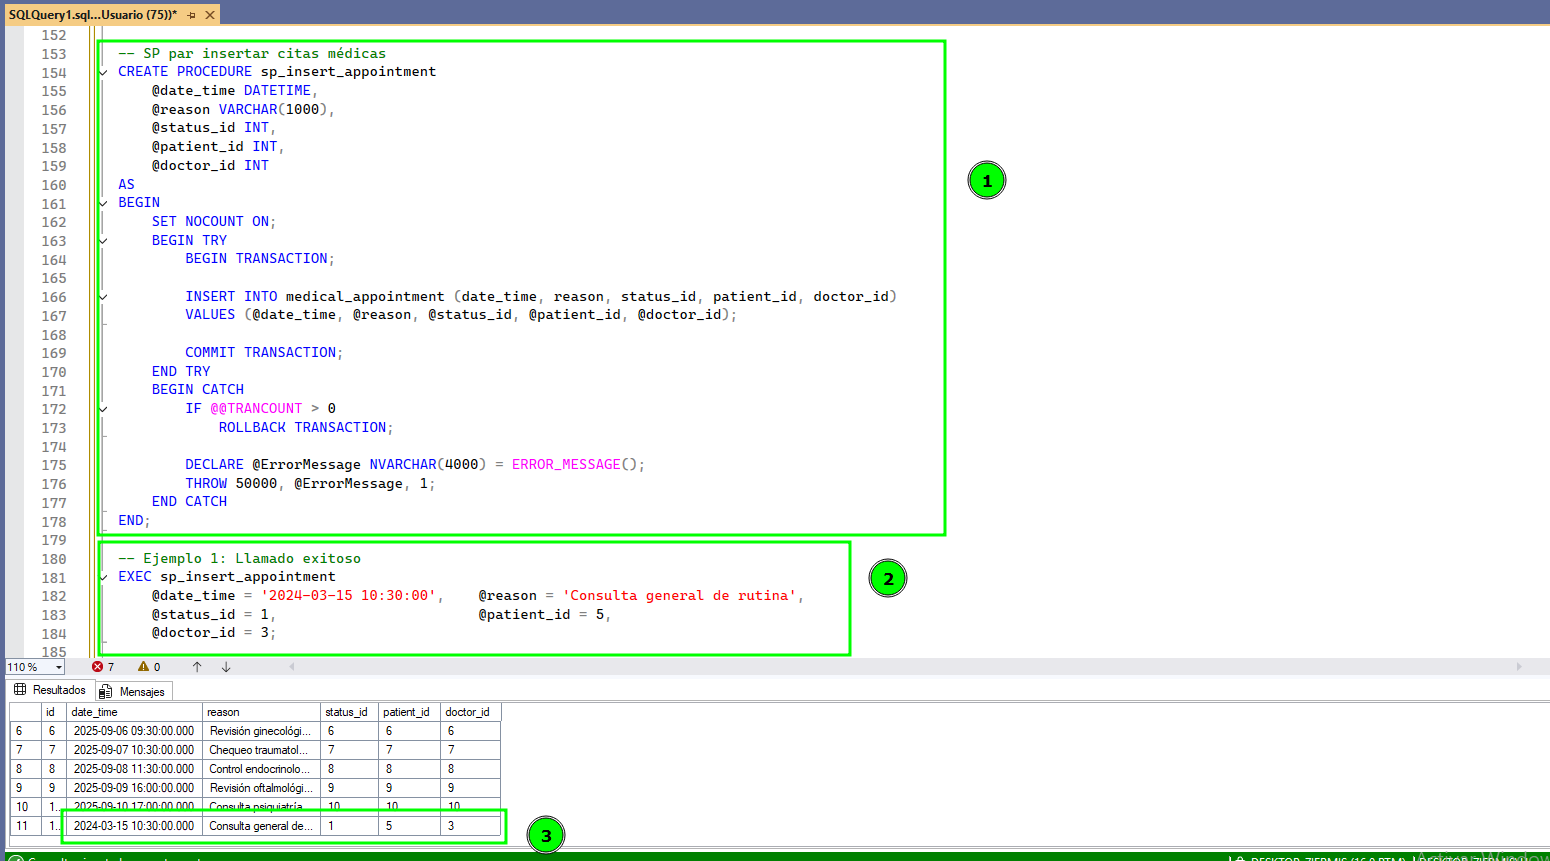 SQLQuery1.sql...Usuario (75))*
152
153 -- SP par insertar citas médicas
154 CREATE PROCEDURE sp_insert_appointment
155 @date_time DATETIME,
156 @reason VARCHAR(1000),
157 @status_id INT,
158 @patient_id INT,
159 @doctor_id INT
160 AS
161 BEGIN
162 SET NOCOUNT ON;
163 BEGIN TRY
164 BEGIN TRANSACTION;
165
166 INSERT INTO medical_appointment (date_time, reason, status_id, patient_id, doctor_id)
167 VALUES (@date_time, @reason, @status_id, @patient_id, @doctor_id);
168
169 COMMIT TRANSACTION;
170 END TRY
171 BEGIN CATCH
172 IF @@TRANCOUNT > 0
173 ROLLBACK TRANSACTION;
174
175 DECLARE @ErrorMessage NVARCHAR(4000) = ERROR_MESSAGE();
176 THROW 50000, @ErrorMessage, 1;
177 END CATCH
178 END;
179
180 -- Ejemplo 1: Llamado exitoso
181 EXEC sp_insert_appointment
182 @date_time = '2024-03-15 10:30:00', @reason = 'Consulta general de rutina',
183 @status_id = 1, @patient_id = 5,
184 @doctor_id = 3;
185
1
2
110 % 7 0
Resultados Mensajes
id date_time reason status_id patient_id doctor_id
6 6 2025-09-06 09:30:00.000 Revisión ginecológi... 6 6 6
7 7 2025-09-07 10:30:00.000 Chequeo traumatol... 7 7 7
8 8 2025-09-08 11:30:00.000 Control endocrinolo... 8 8 8
9 9 2025-09-09 16:00:00.000 Revisión oftalmológi... 9 9 9
10 1... 2025-09-10 17:00:00.000 Consulta psiquiatría 10 10 10
11 1... 2024-03-15 10:30:00.000 Consulta general de... 1 5 3
3